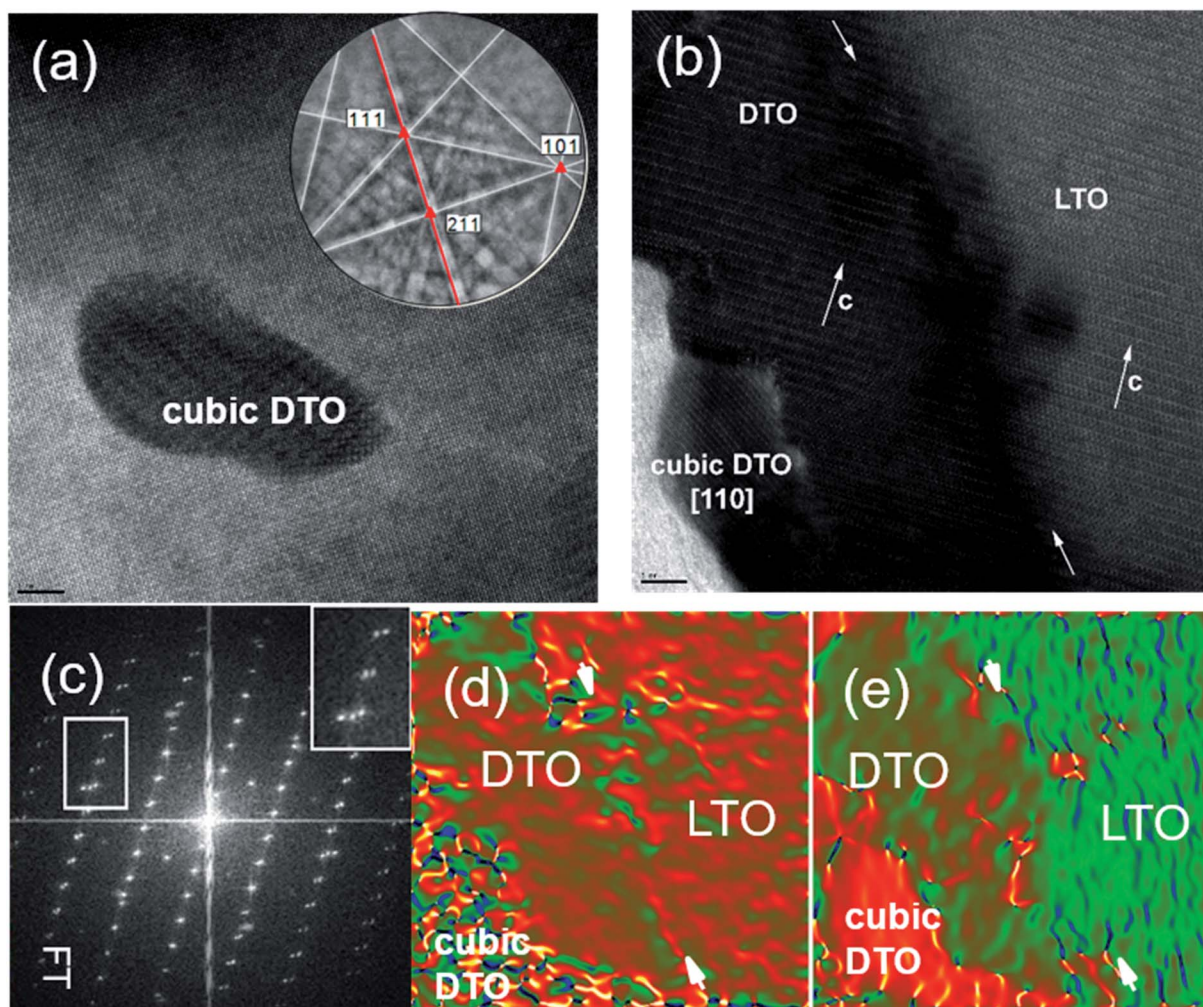 (a)
111
101
211
cubic DTO
(b)
DTO
LTO
c
c
cubic DTO
[110]
(c)
FT
(d)
DTO
LTO
cubic
DTO
(e)
DTO
LTO
cubic
DTO